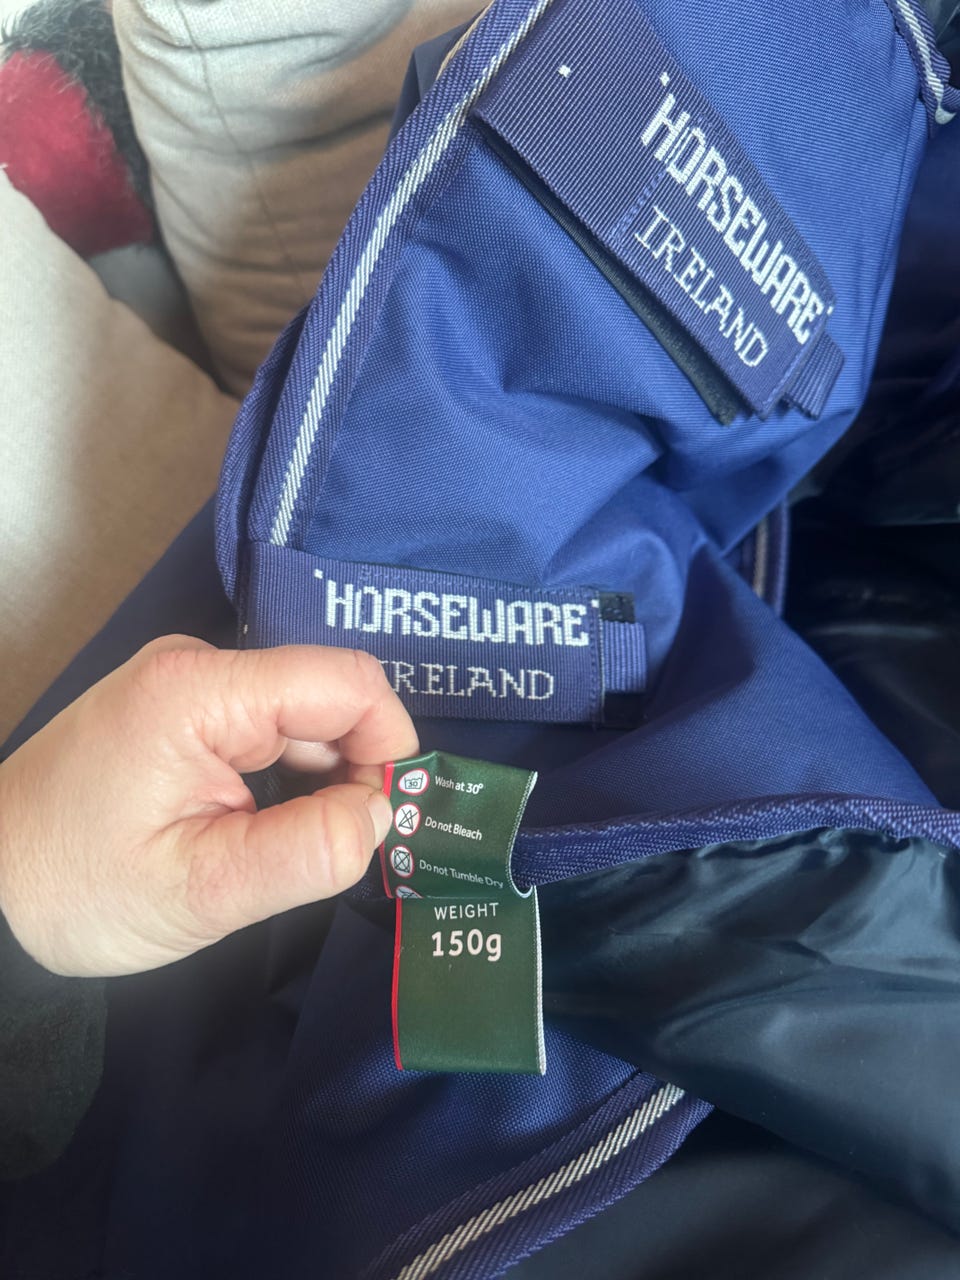 HORSEWARE
IRELAND
HORSEWARE
IRELAND
30
Wash at 30°
Do not Bleach
Do not Tumble Dry
WEIGHT
150g